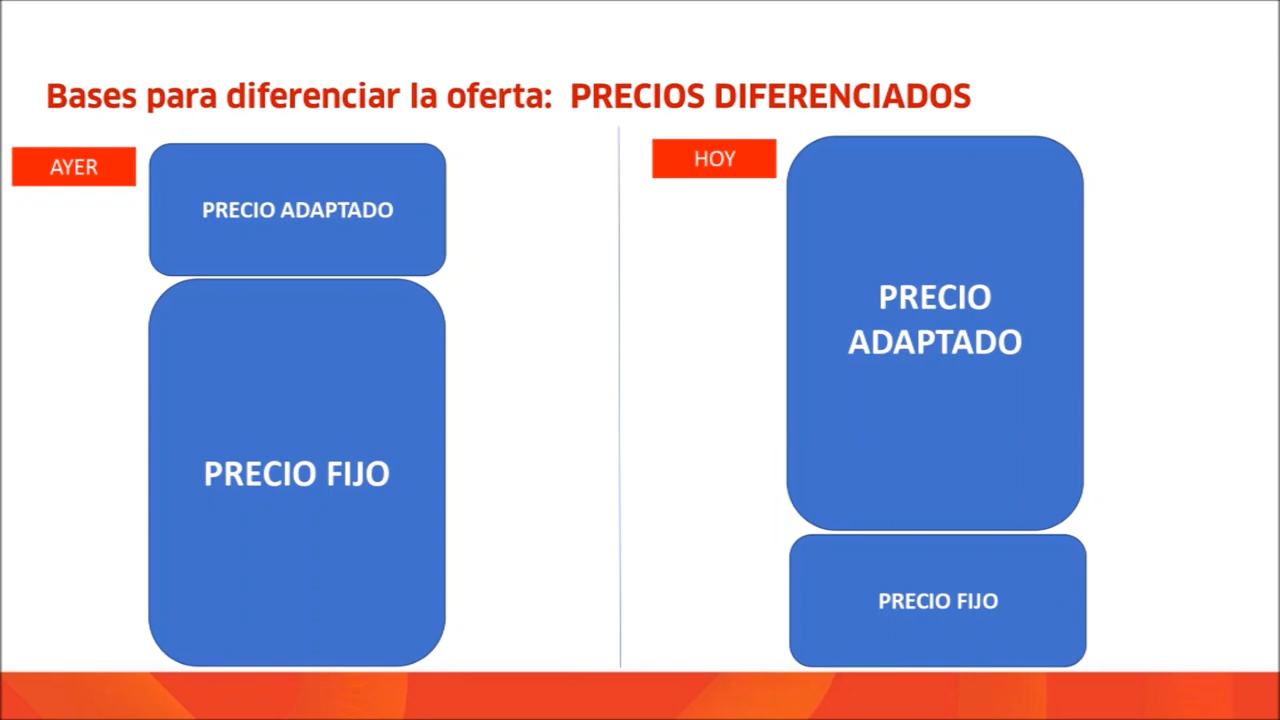 Bases para diferenciar la oferta: PRECIOS DIFERENCIADOS
AYER
PRECIO ADAPTADO
PRECIO FIJO
HOY
PRECIO
ADAPTADO
PRECIO FIJO